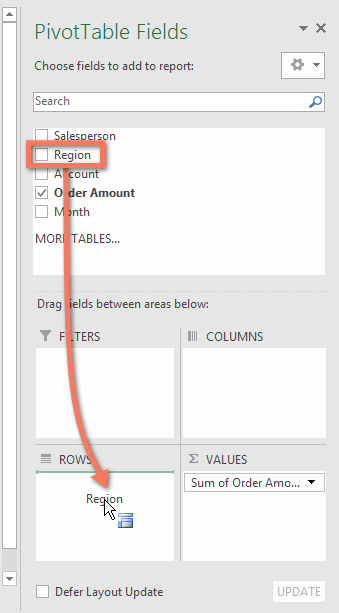 PivotTable Fields
Choose fields to add to report:
Search
Salesperson
Region
Account
Order Amount
Month
MORE TABLES...
Drag fields between areas below:
FILTERS
COLUMNS
ROWS
VALUES
Region
Sum of Order Amo...
Defer Layout Update
UPDATE